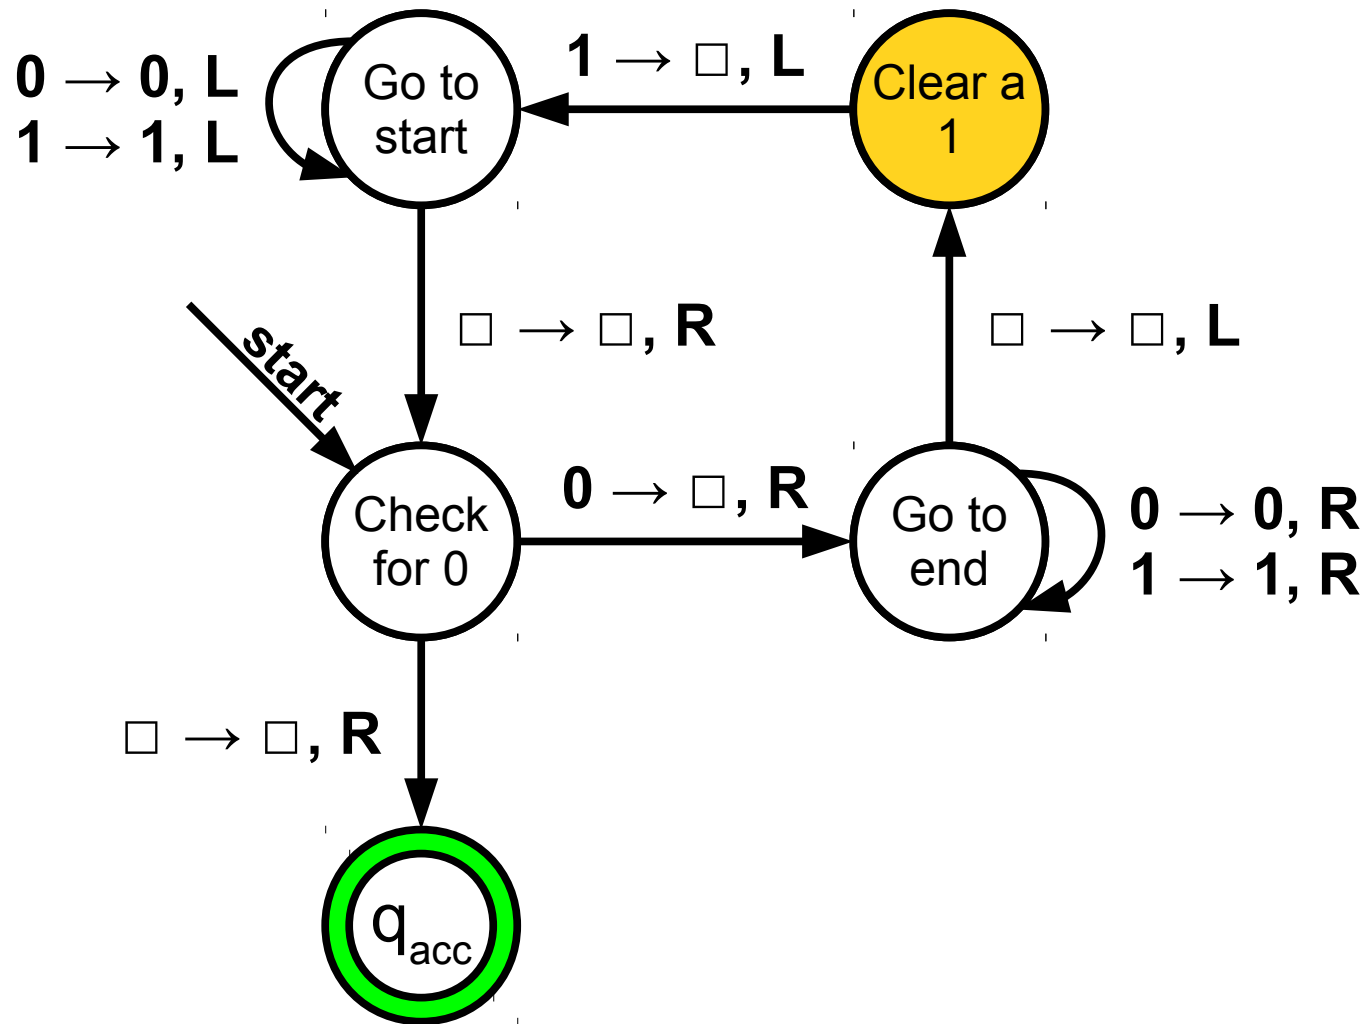 0 → 0, L
1 → 1, L
Go to
start
1 → □, L
Clear a
1
□ → □, R
□ → □, L
start
Check
for 0
0 → □, R
Go to
end
0 → 0, R
1 → 1, R
□ → □, R
qacc